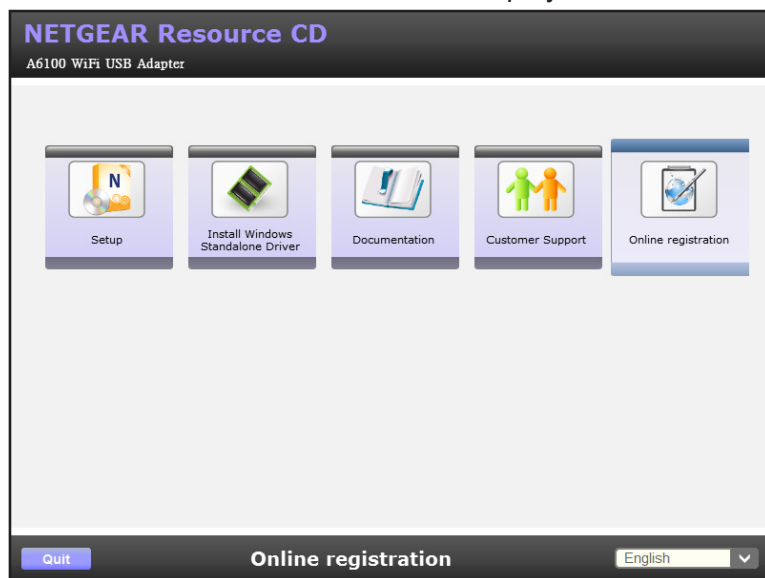 NETGEAR Resource CD
A6100 WiFi USB Adapter
N
Setup
Install Windows
Standalone Driver
Documentation
Customer Support
Online registration
Quit
Online registration
English